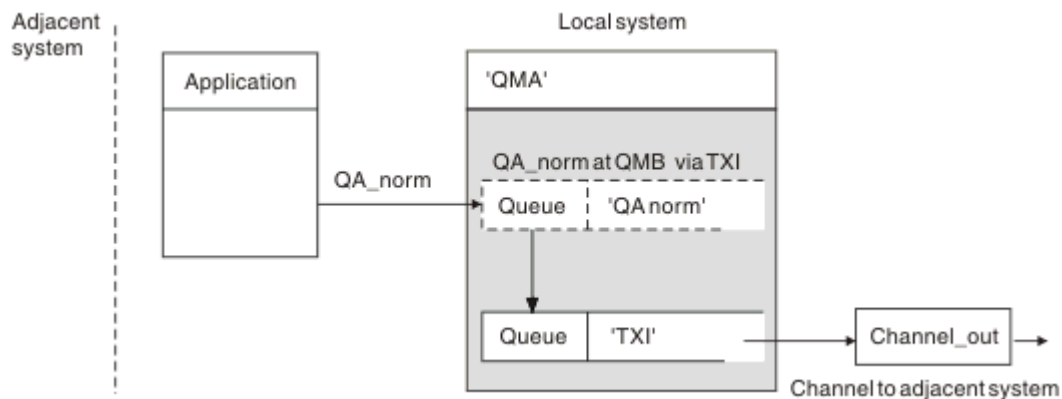 Adjacent
system
Local system
Application
'QMA'
QA_norm at QMB via TXI
QA_norm
Queue
'QA norm'
Queue
'TXI'
Channel_out
Channel to adjacent system